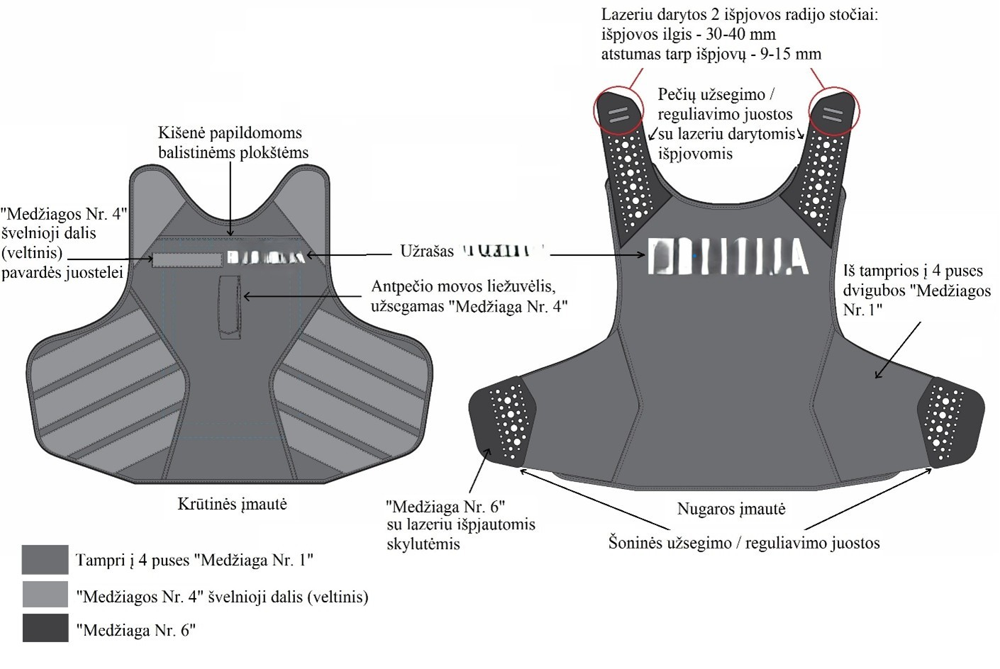 Lazeriu darytos 2 išpjovos radijo stočiai:
išpjovos ilgis - 30-40 mm
atstumas tarp išpjovų - 9-15 mm
Pečių užsegimo /
reguliavimo juostos
su lazeriu darytomis
išpjovomis
Kišenė papildomoms
balistinėms plokštėms
"Medžiagos Nr. 4"
švelnioji dalis
(veltinis)
pavardės juostelei
Užrašas
Antpečio movos liežuvėlis,
užsegamas "Medžiaga Nr. 4"
Iš tamprios į 4 puses
dvigubos "Medžiagos
Nr. 1"
Krūtinės įmautė
"Medžiaga Nr. 6"
su lazeriu išpjautomis
skylutėmis
Nugaros įmautė
Šoninės užsegimo / reguliavimo juostos
Tampri į 4 puses "Medžiaga Nr. 1"
"Medžiagos Nr. 4" švelnioji dalis (veltinis)
"Medžiaga Nr. 6"